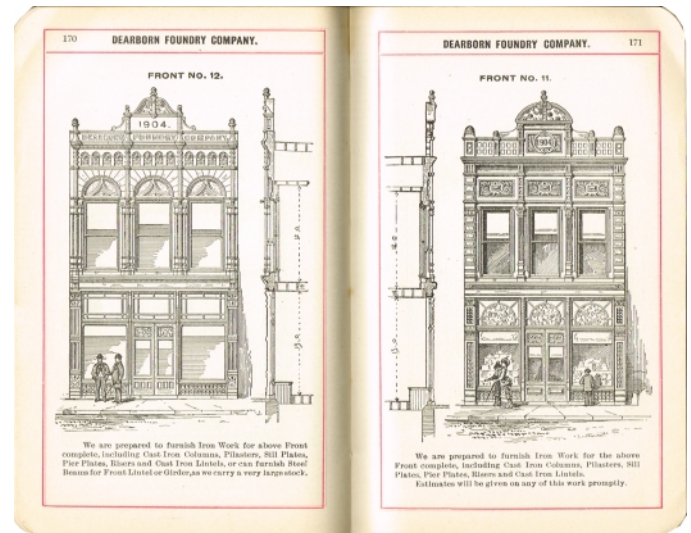 170 DEARBORN FOUNDRY COMPANY.
FRONT NO. 12.
1904.
DEARBORN FOUNDRY COMPANY
We are prepared to furnish Iron Work for above Front
complete, including Cast Iron Columns, Pilasters, Sill Plates,
Pier Plates, Risers and Cast Iron Lintels, or can furnish Steel
Beams for Front Lintel or Girder, as we carry a very large stock.
DEARBORN FOUNDRY COMPANY. 171
FRONT NO. 11.
1904
We are prepared to furnish Iron Work for the above
Front complete, including Cast Iron Columns, Pilasters, Sill
Plates, Pier Plates, Risers and Cast Iron Lintels.
Estimates will be given on any of this work promptly.